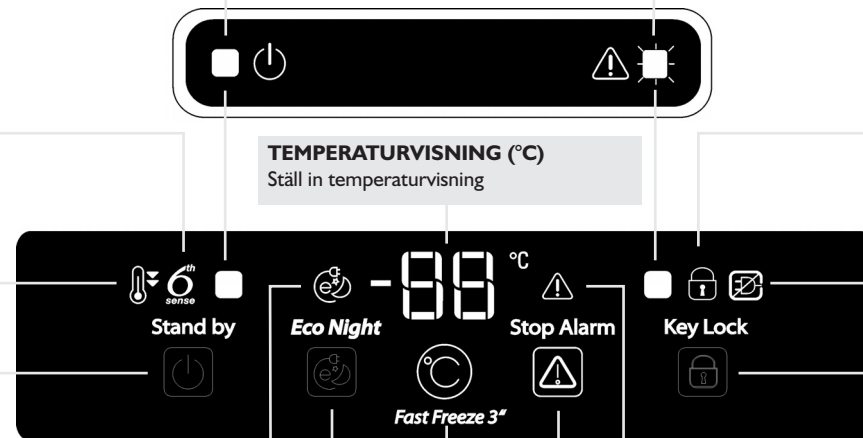 TEMPERATURVISNING (°C)
Ställ in temperaturvisning
6th sense
-88 °C
Stand by
Eco Night
Stop Alarm
Key Lock
e
e
°C
Fast Freeze 3”